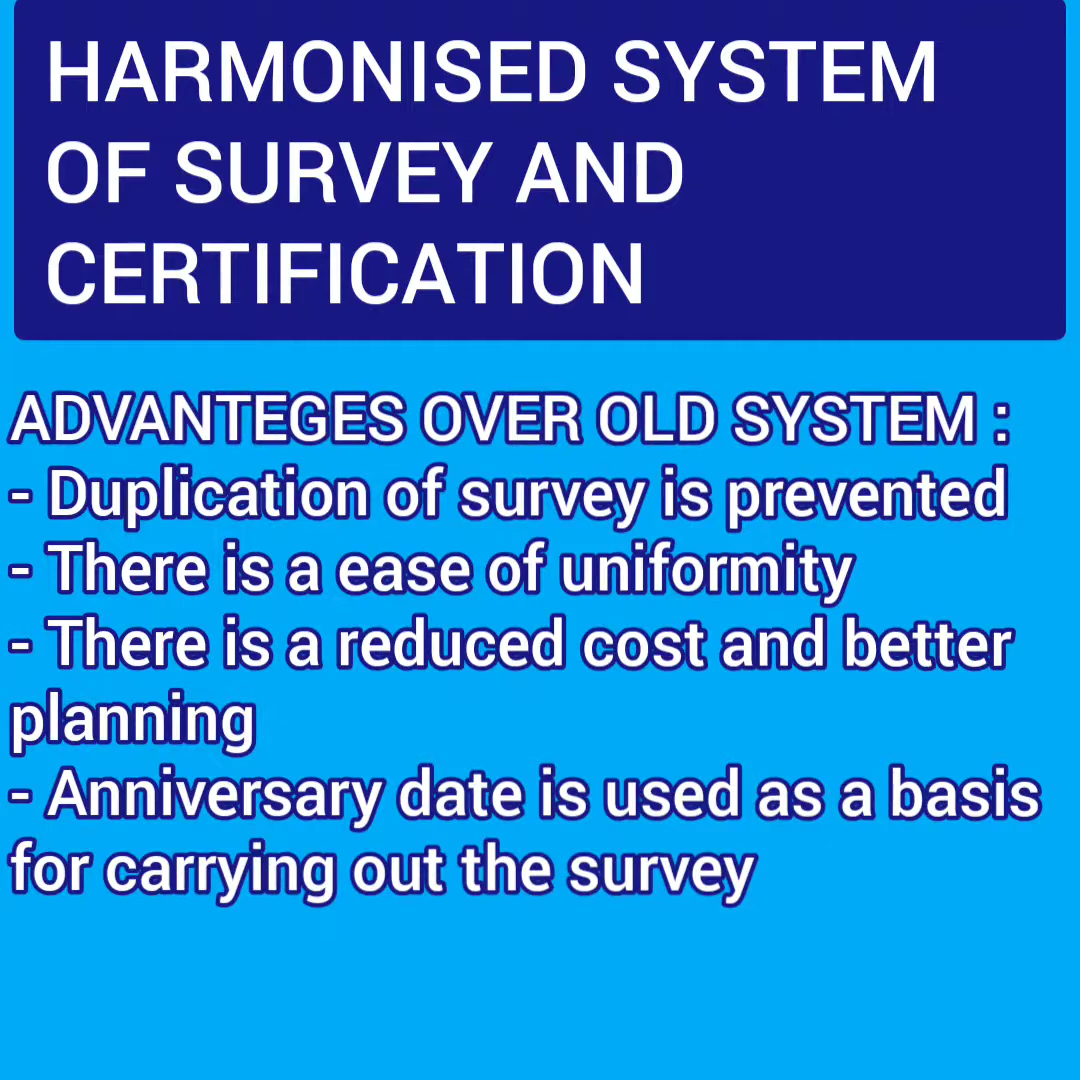 HARMONISED SYSTEM
OF SURVEY AND
CERTIFICATION
ADVANTEGES OVER OLD SYSTEM :
- Duplication of survey is prevented
- There is a ease of uniformity
- There is a reduced cost and better
planning
- Anniversary date is used as a basis
for carrying out the survey